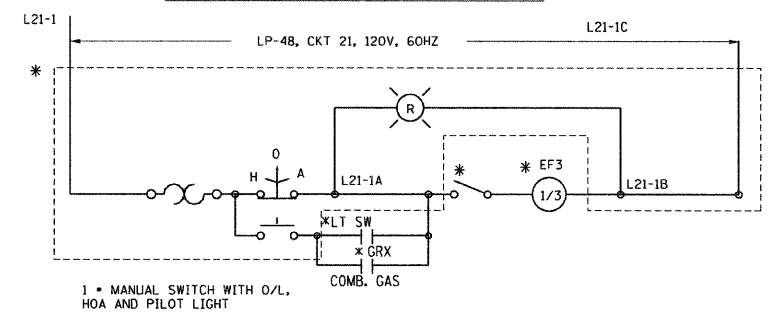 L21-1
LP-48, CKT 21, 120V, 60HZ
L21-1C
*
R
O
H
A
L21-1A
*
* EF3
1/3
L21-1B
*LT SW
* GRX
COMB. GAS
1 * MANUAL SWITCH WITH O/L,
HOA AND PILOT LIGHT